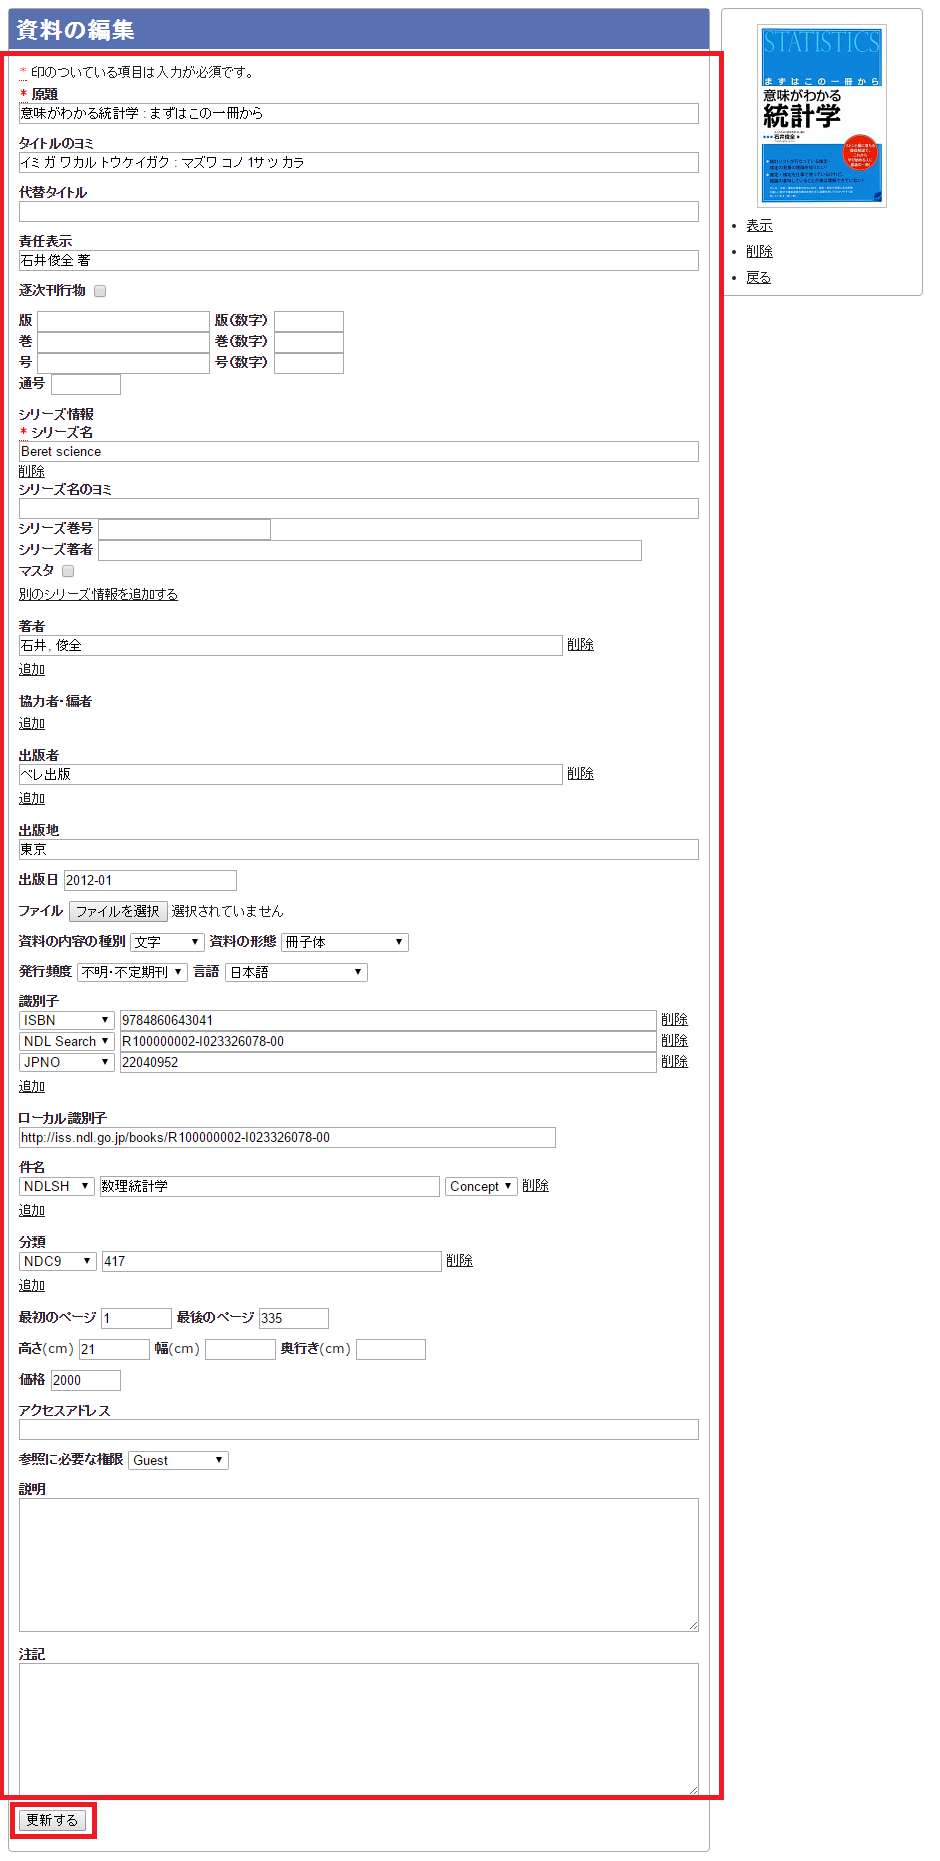 資料の編集
* 印のついている項目は入力が必須です。
* 原題
意味がわかる統計学 : まずはこの一冊から
タイトルのヨミ
イミ ガ ワカル トウケイガク : マズワ コノ 1サツ カラ
代替タイトル
責任表示
石井俊全 著
逐次刊行物
版 版(数字)
巻 巻(数字)
号 号(数字)
通号
シリーズ情報
* シリーズ名
Beret science
削除
シリーズ名のヨミ
シリーズ巻号
シリーズ著者
マスタ
別のシリーズ情報を追加する
著者
石井, 俊全 削除
追加
協力者・編者
追加
出版者
ベレ出版 削除
追加
出版地
東京
出版日 2012-01
ファイル ファイルを選択 選択されていません
資料の内容の種別 文字 資料の形態 冊子体
発行頻度 不明・不定期刊 言語 日本語
識別子
ISBN 9784860643041 削除
NDL Search R100000002-I023326078-00 削除
JPNO 22040952 削除
追加
ローカル識別子
http://iss.ndl.go.jp/books/R100000002-I023326078-00
件名
NDLSH 数理統計学 Concept 削除
追加
分類
NDC9 417 削除
追加
最初のページ 1 最後のページ 335
高さ(cm) 21 幅(cm) 奥行き(cm)
価格 2000
アクセスアドレス
参照に必要な権限 Guest
説明
注記
更新する
STATISTICS
まずはこの一冊から
意味がわかる
統計学
石井俊全
表示
削除
戻る